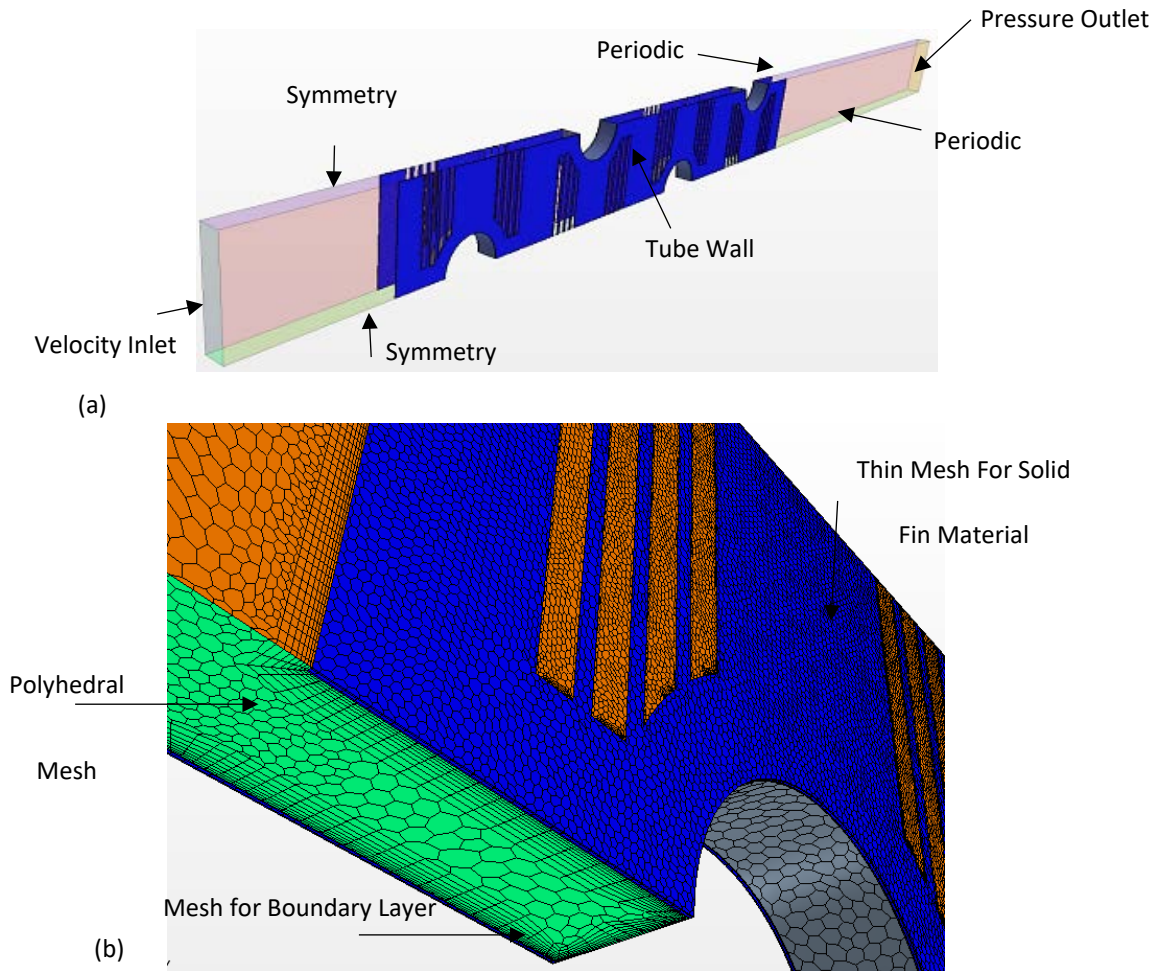 Pressure Outlet
Periodic
Symmetry
Periodic
Tube Wall
Velocity Inlet
Symmetry
(a)
Thin Mesh For Solid
Fin Material
Polyhedral
Mesh
Mesh for Boundary Layer
(b)